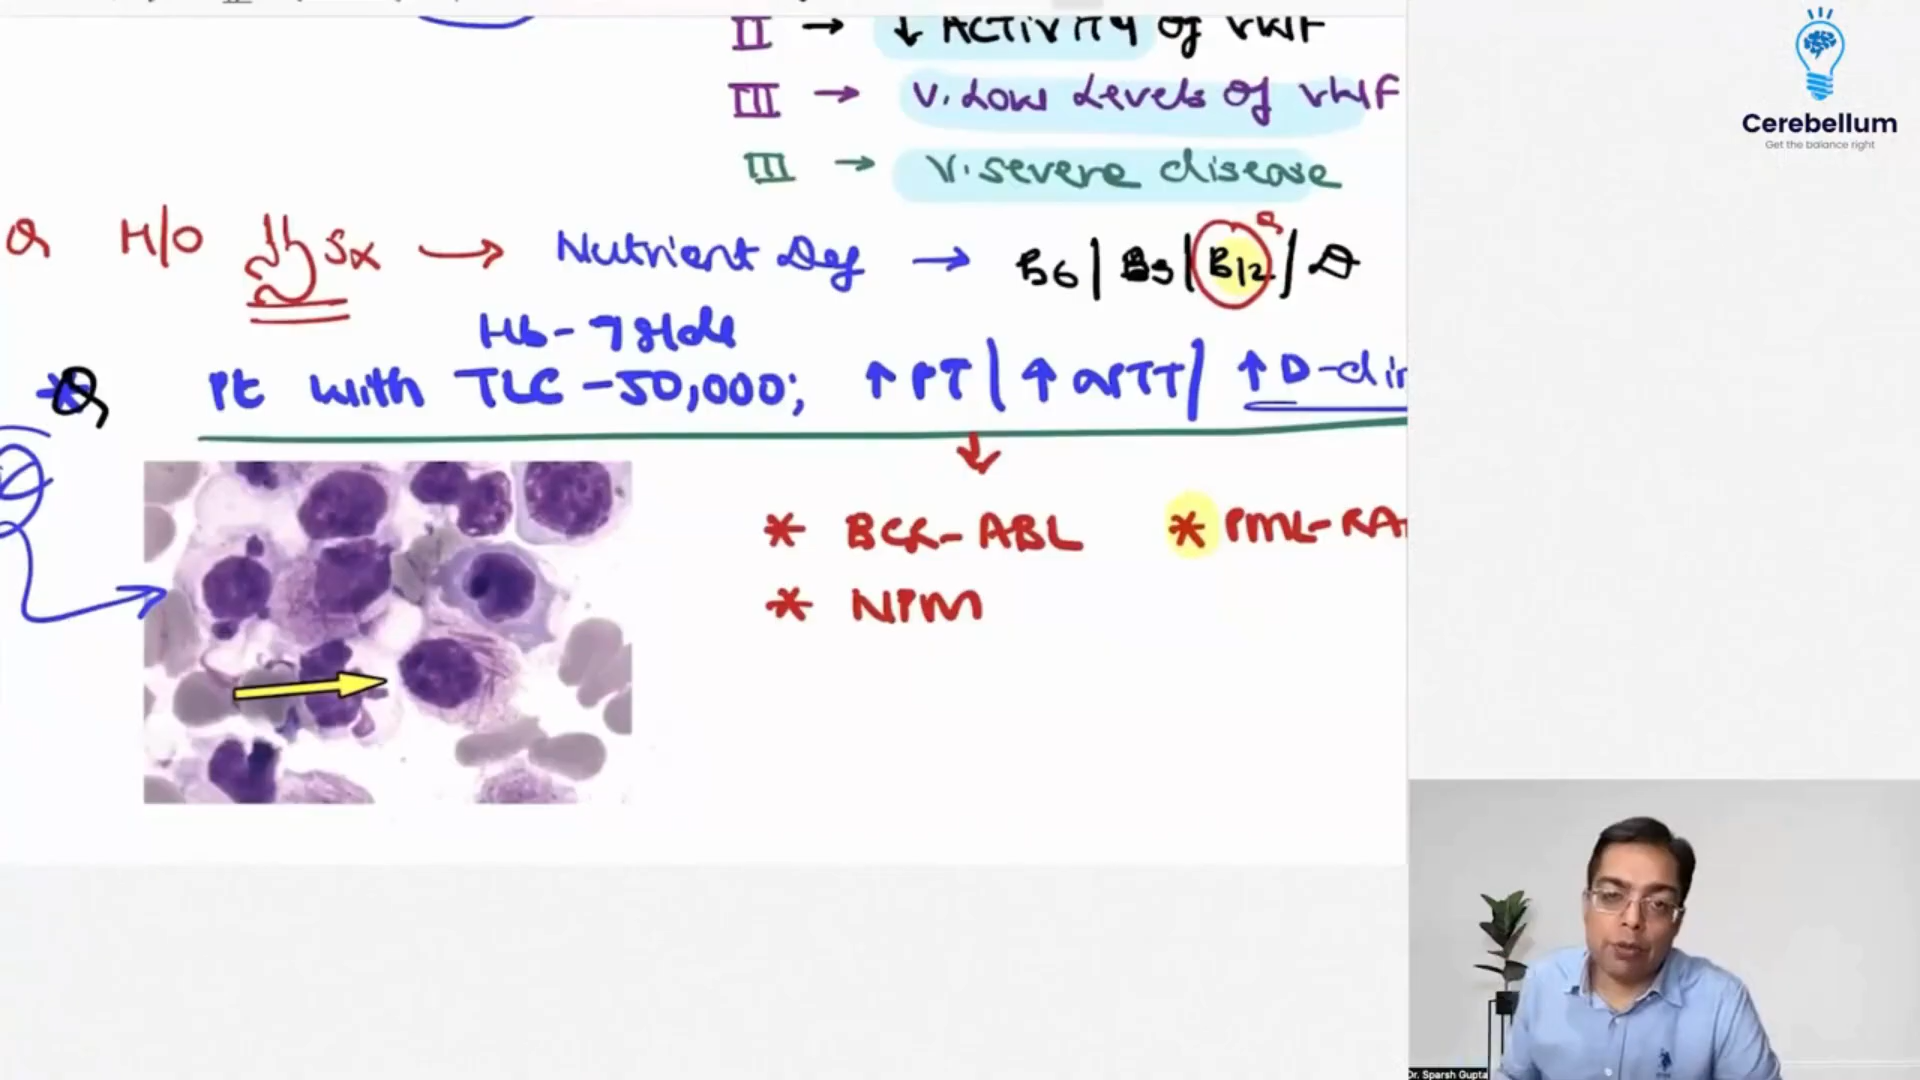 II → ↓ Activity of vWF
III → V. Low Levels of vWF
III → V. severe disease
Q H/O Sx → Nutrient Def → B6 | B3 | B12 / D
Hb - 7 g/dl
Q Pt with TLC - 50,000; ↑ PT | ↑ aPTT | ↑ D-di
↓
* BCR-ABL * PML-RA
* NPM
Cerebellum
Get the balance right
Dr. Sparsh Gupta